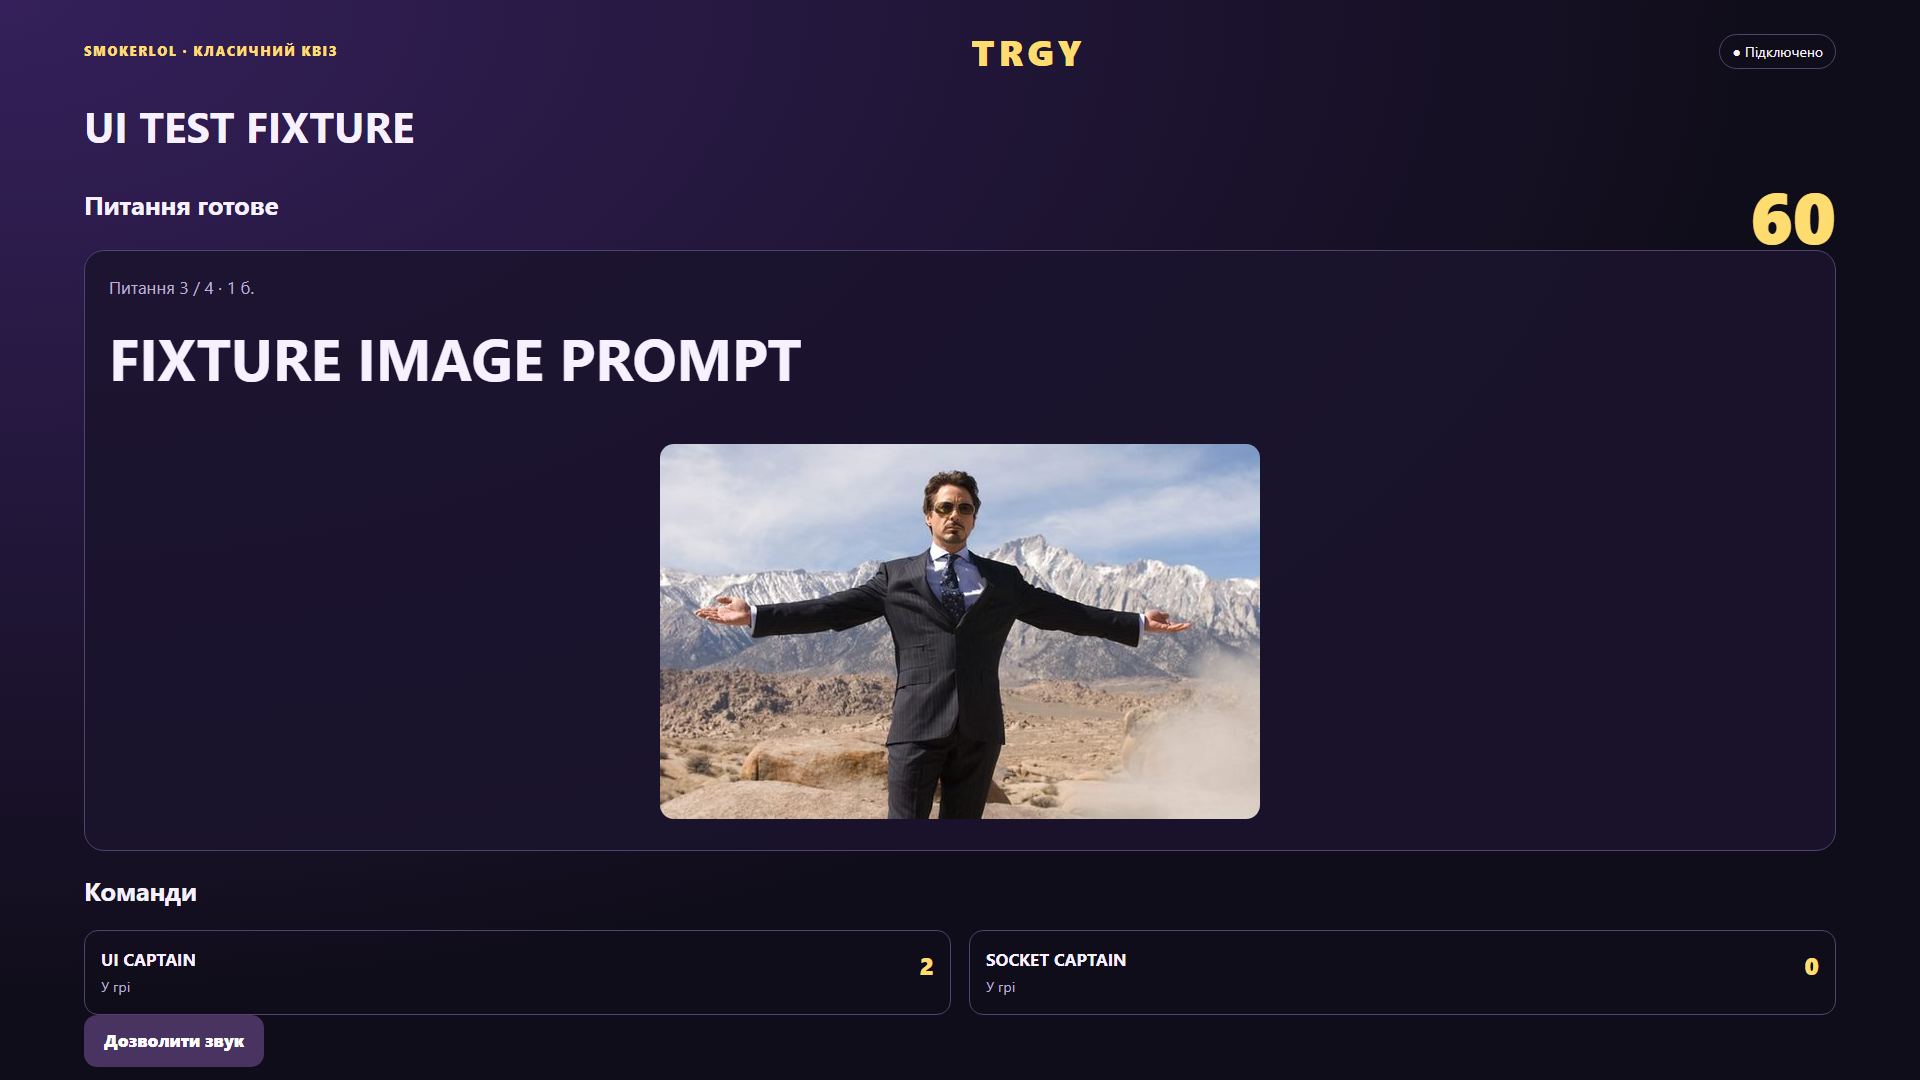 SMOKERLOL · КЛАСИЧНИЙ КВІЗ
TRGY
● Підключено
UI TEST FIXTURE
Питання готове
60
Питання 3 / 4 · 1 б.
FIXTURE IMAGE PROMPT
Команди
UI CAPTAIN
2
У грі
SOCKET CAPTAIN
0
У грі
Дозволити звук